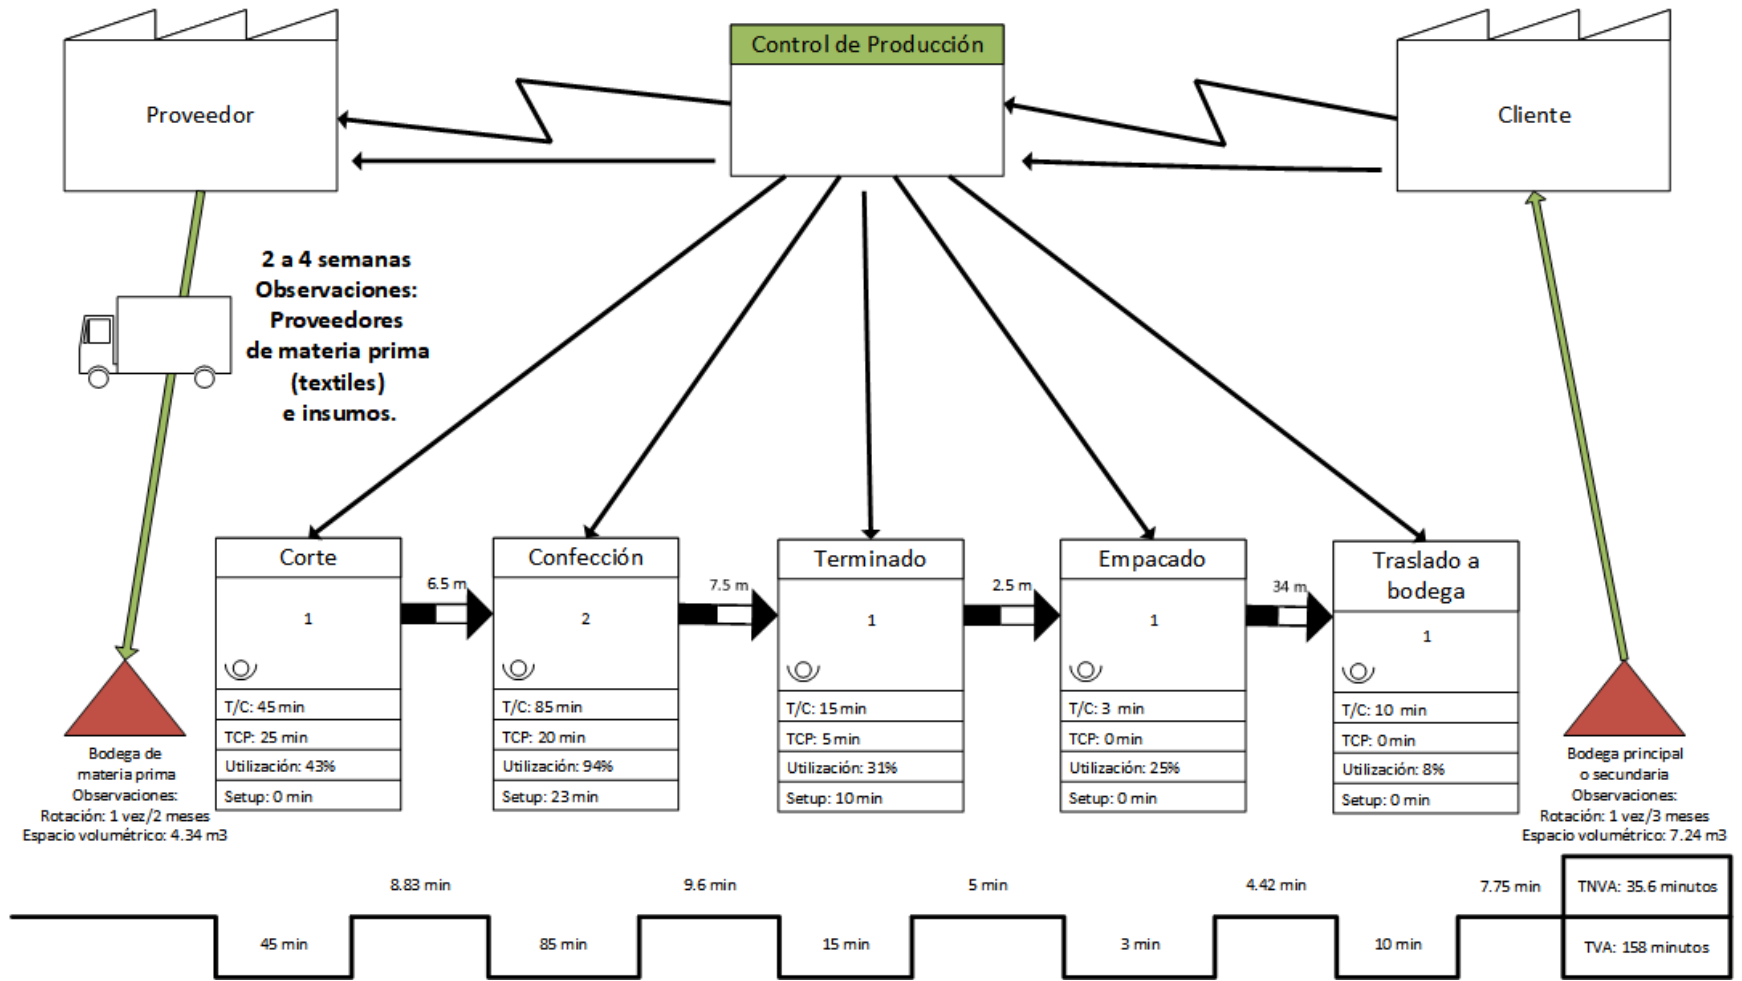 Proveedor
Control de Producción
Cliente
2 a 4 semanas
Observaciones:
Proveedores
de materia prima
(textiles)
e insumos.
Bodega de
materia prima
Observaciones:
Rotación: 1 vez/2 meses
Espacio volumétrico: 4.34 m3
Corte
1
T/C: 45 min
TCP: 25 min
Utilización: 43%
Setup: 0 min
6.5 m
Confección
2
T/C: 85 min
TCP: 20 min
Utilización: 94%
Setup: 23 min
7.5 m
Terminado
1
T/C: 15 min
TCP: 5 min
Utilización: 31%
Setup: 10 min
2.5 m
Empacado
1
T/C: 3 min
TCP: 0 min
Utilización: 25%
Setup: 0 min
34 m
Traslado a
bodega
1
T/C: 10 min
TCP: 0 min
Utilización: 8%
Setup: 0 min
Bodega principal
o secundaria
Observaciones:
Rotación: 1 vez/3 meses
Espacio volumétrico: 7.24 m3
8.83 min
9.6 min
5 min
4.42 min
7.75 min
TNVA: 35.6 minutos
45 min
85 min
15 min
3 min
10 min
TVA: 158 minutos